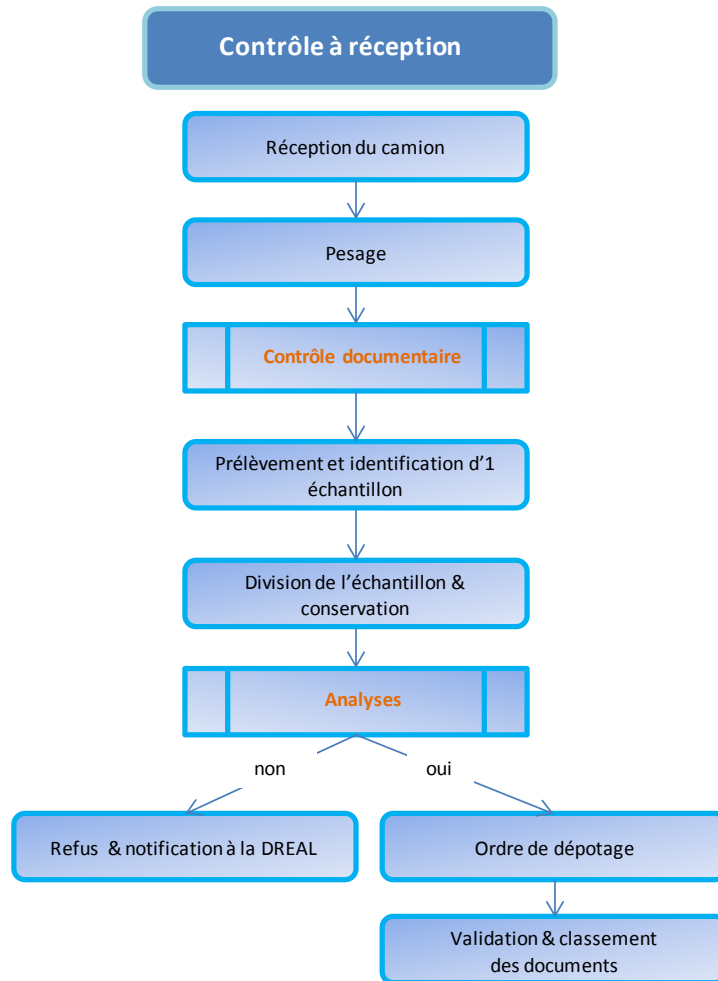 Contrôle à réception
Réception du camion
Pesage
Contrôle documentaire
Prélèvement et identification d’1
échantillon
Division de l’échantillon &
conservation
Analyses
non
oui
Refus & notification à la DREAL
Ordre de dépotage
Validation & classement
des documents